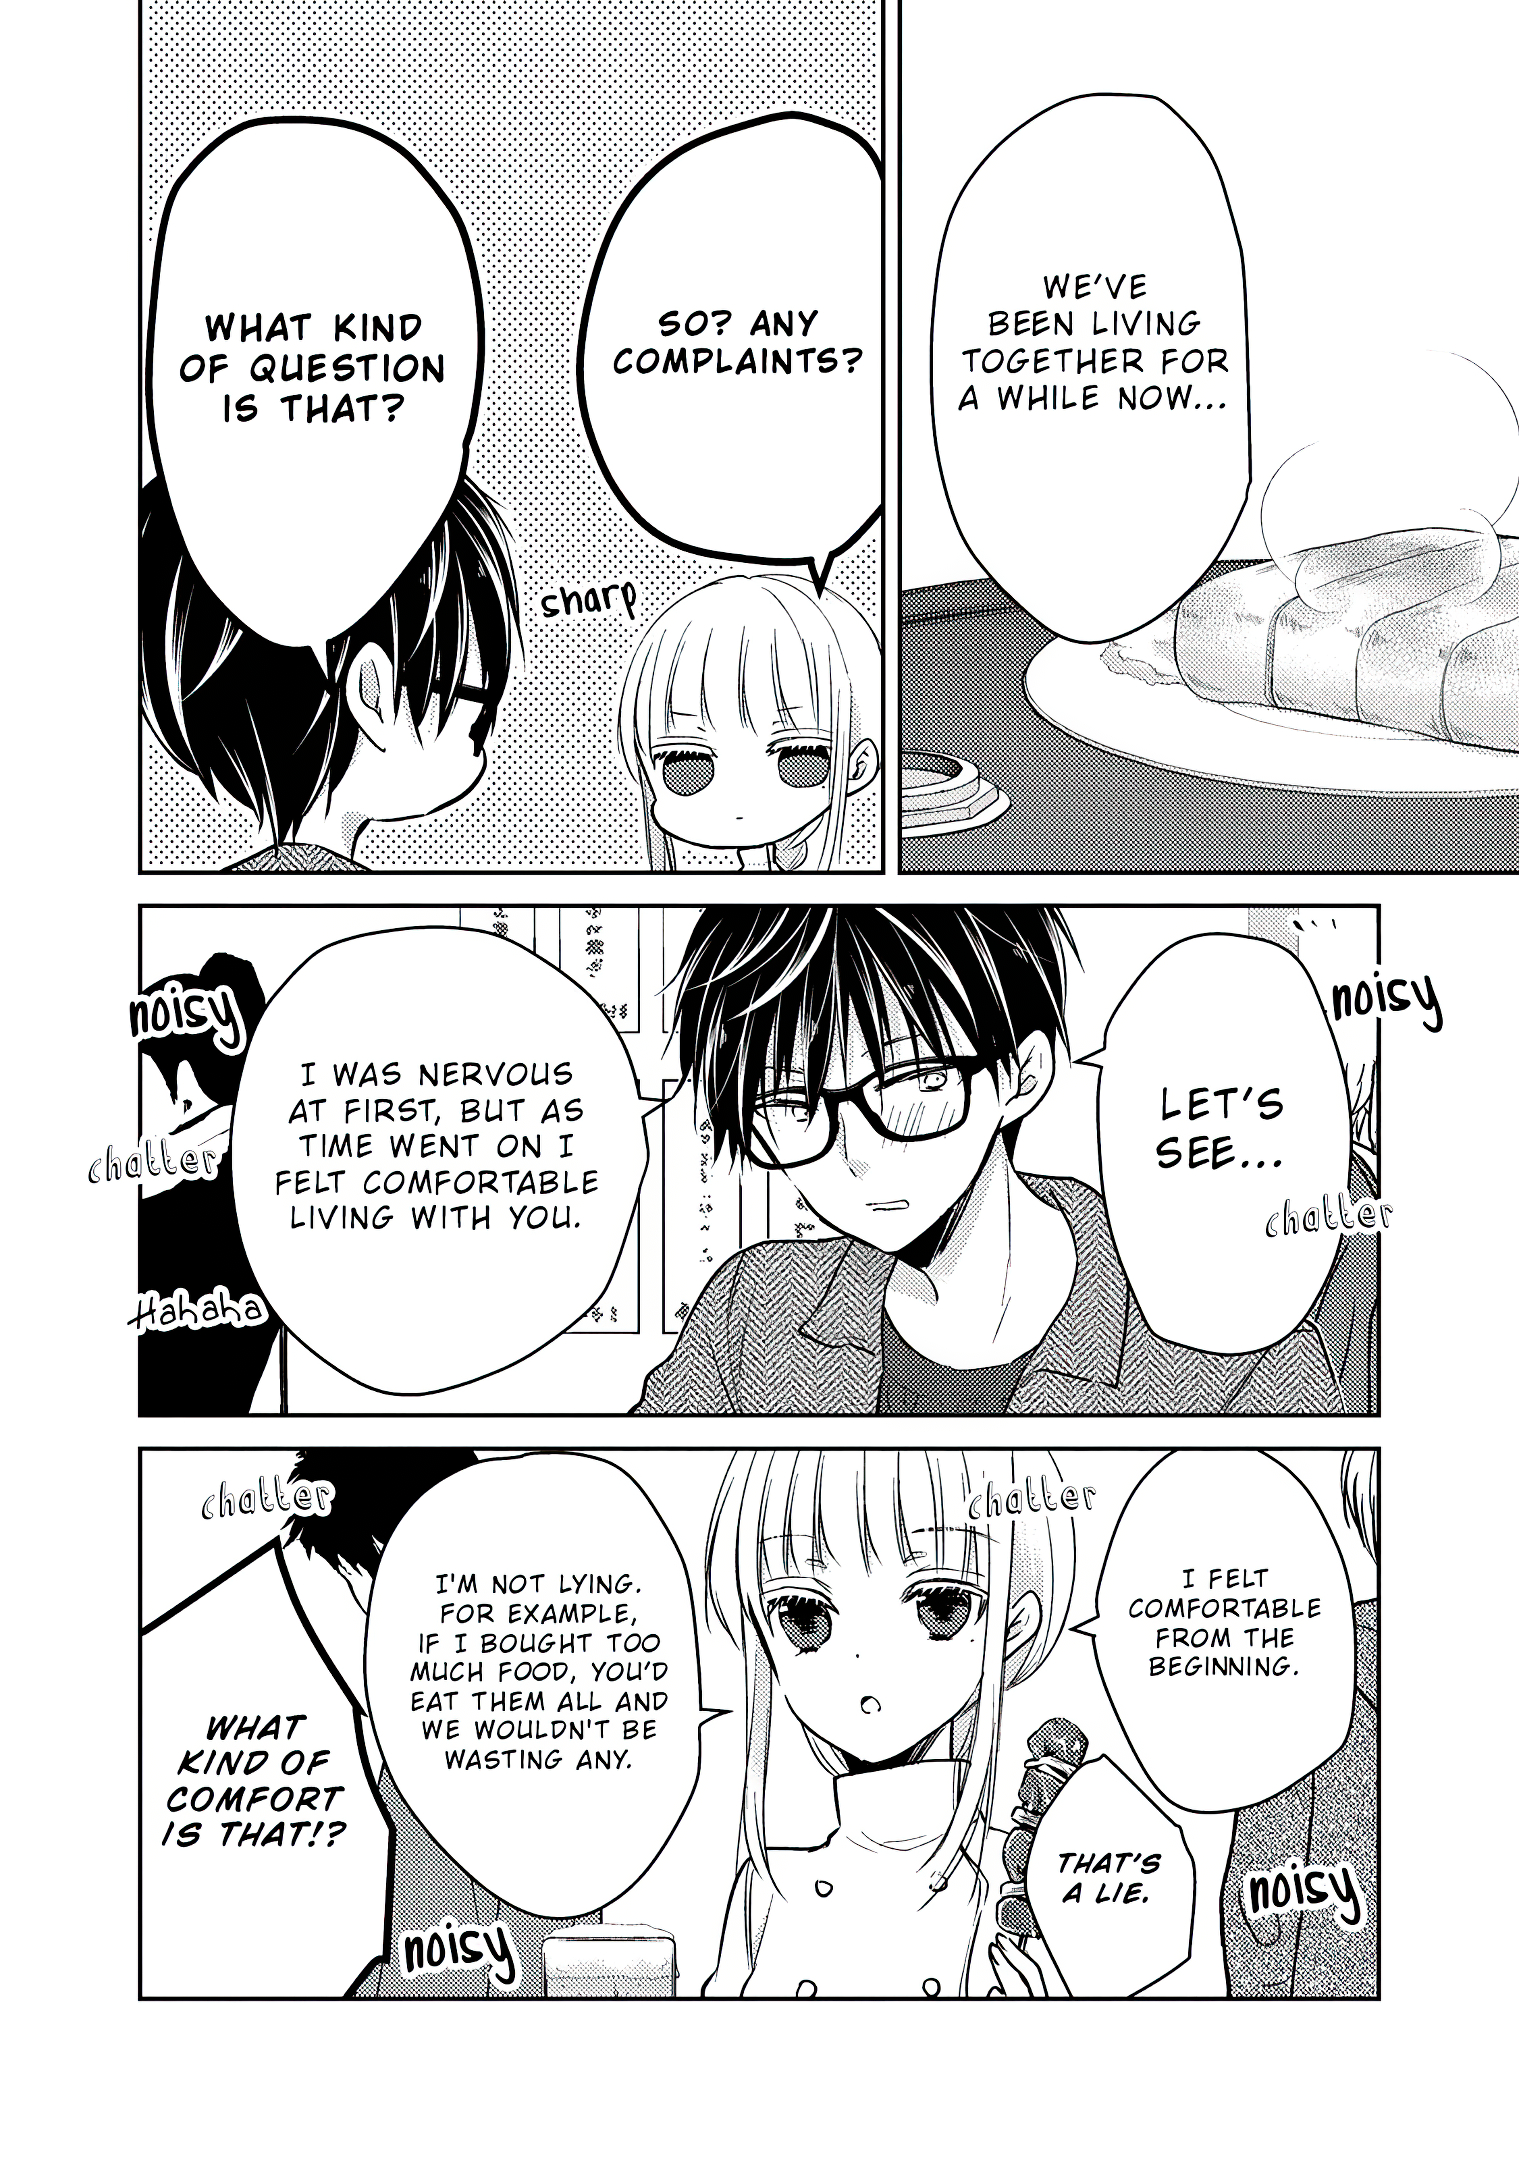 WE'VE
BEEN LIVING
TOGETHER FOR
A WHILE NOW...
SO? ANY
COMPLAINTS?
sharp
WHAT KIND
OF QUESTION
IS THAT?
noisy
LET'S
SEE...
chatter
I WAS NERVOUS
AT FIRST, BUT AS
TIME WENT ON I
FELT COMFORTABLE
LIVING WITH YOU.
noisy
chatter
Hahaha
I FELT
COMFORTABLE
FROM THE
BEGINNING.
chatter
THAT'S
A LIE.
noisy
I'M NOT LYING.
FOR EXAMPLE,
IF I BOUGHT TOO
MUCH FOOD, YOU'D
EAT THEM ALL AND
WE WOULDN'T BE
WASTING ANY.
chatter
noisy
WHAT
KIND OF
COMFORT
IS THAT!?